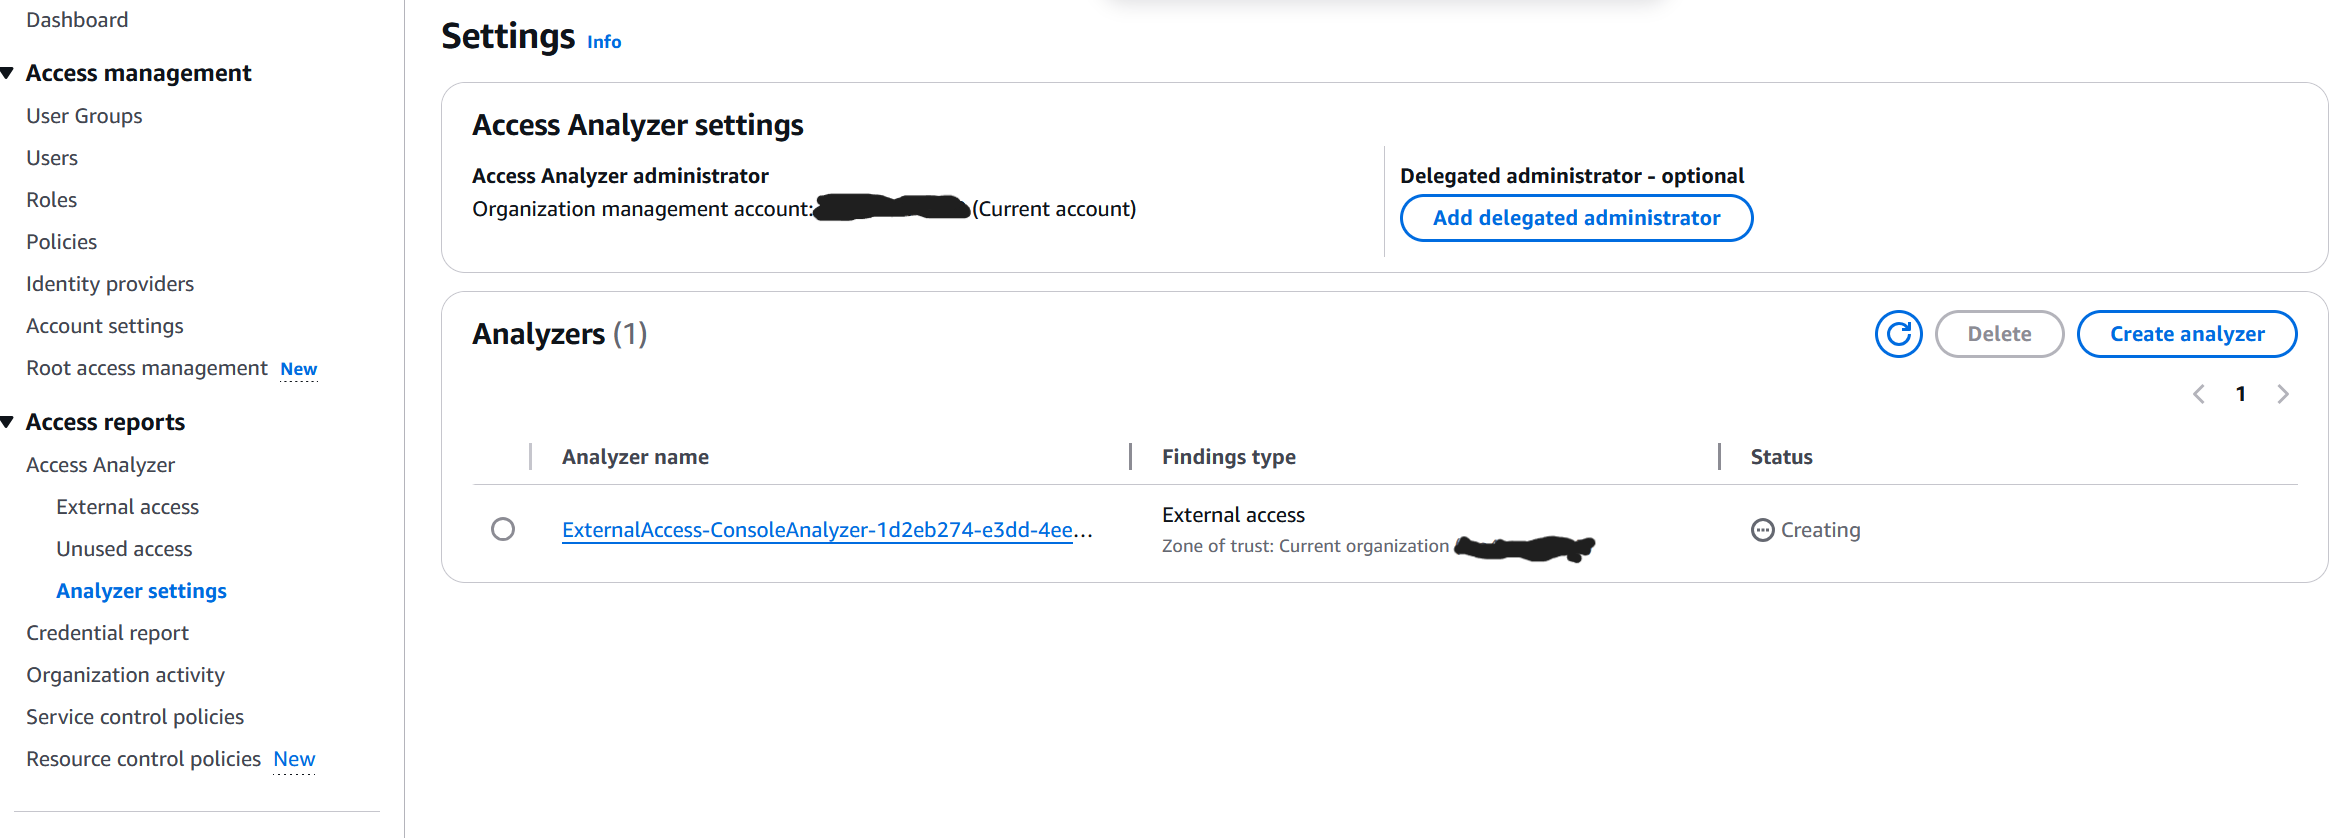 Dashboard
Access management
User Groups
Users
Roles
Policies
Identity providers
Account settings
Root access management New
Access reports
Access Analyzer
External access
Unused access
Analyzer settings
Credential report
Organization activity
Service control policies
Resource control policies New
Settings Info
Access Analyzer settings
Access Analyzer administrator
Organization management account: (Current account)
Delegated administrator - optional
Add delegated administrator
Analyzers (1)
Delete
Create analyzer
1
Analyzer name Findings type Status
ExternalAccess-ConsoleAnalyzer-1d2eb274-e3dd-4ee...
External access
Zone of trust: Current organization
Creating